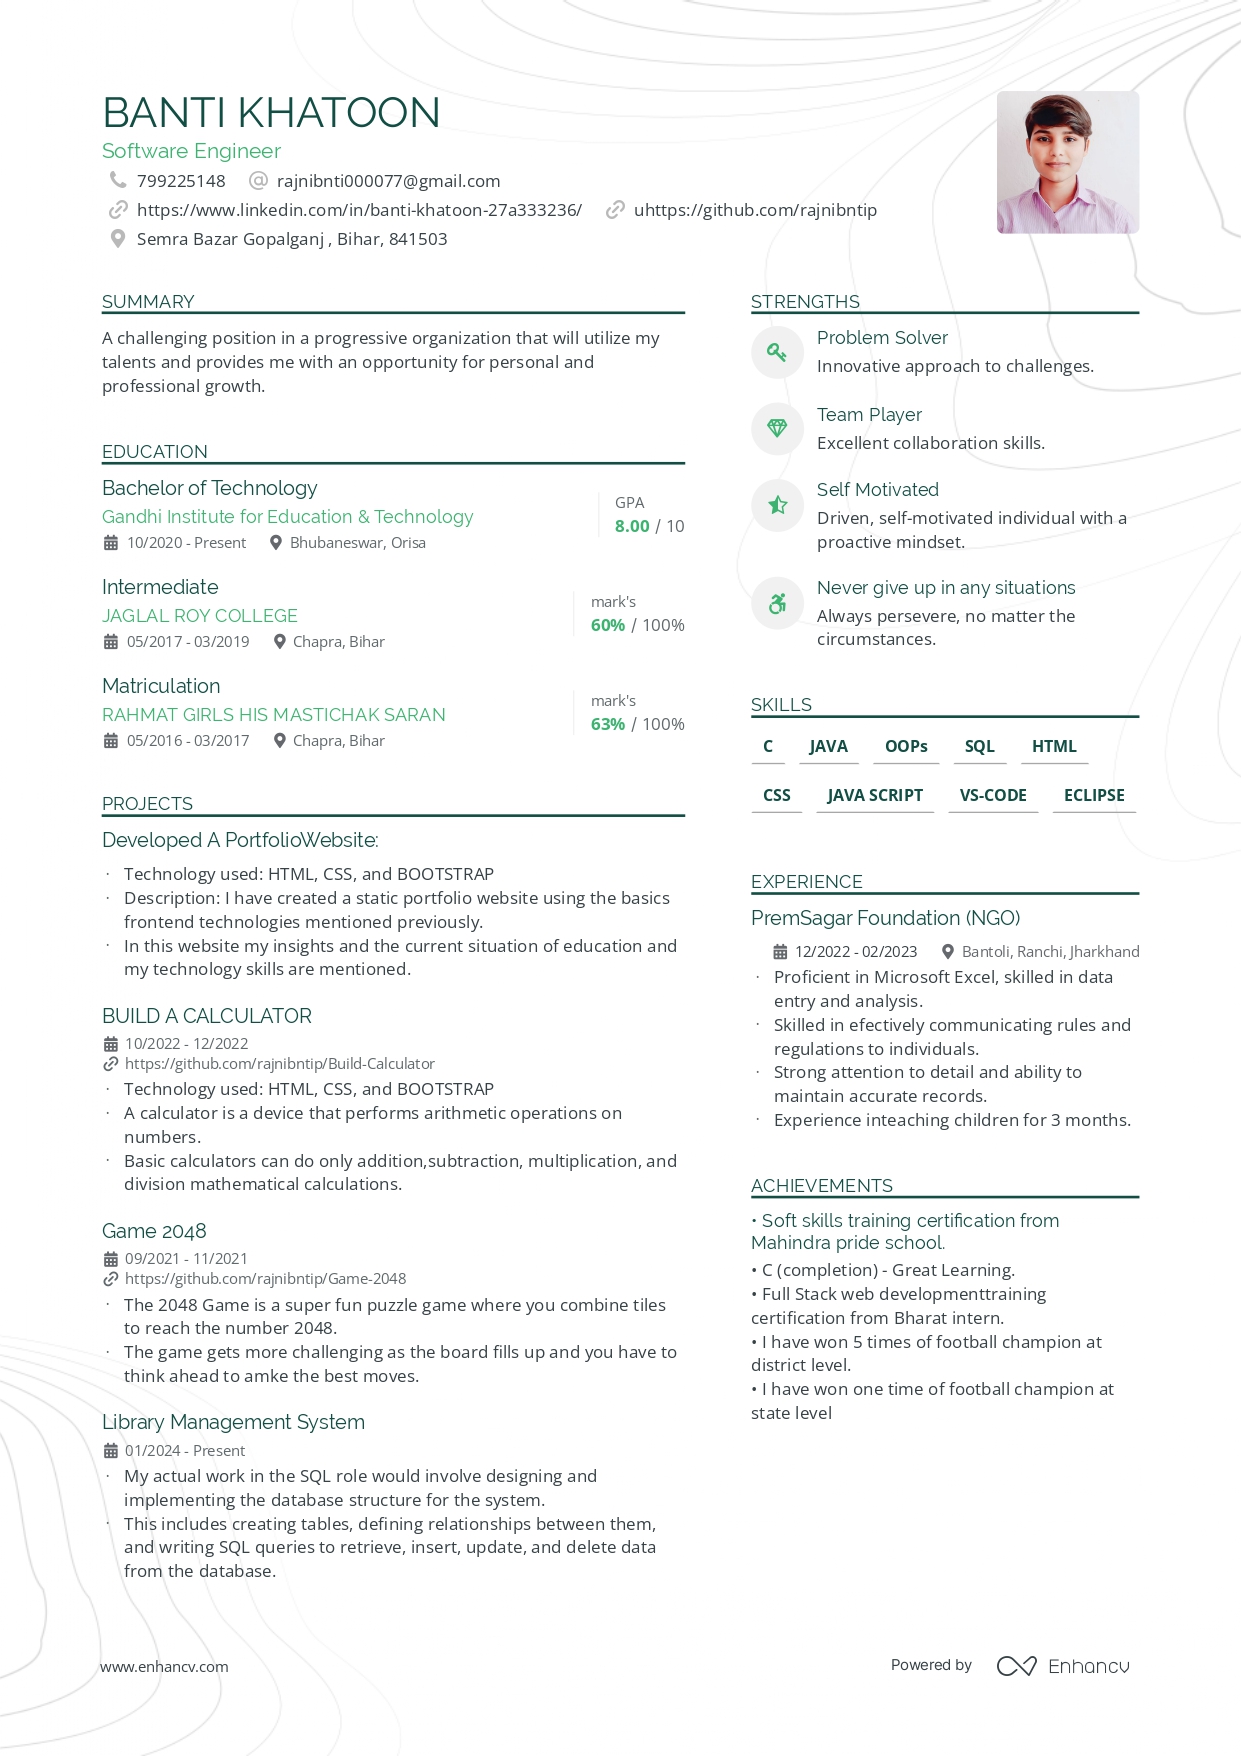 BANTI KHATOON
Software Engineer
799225148 rajnibnti000077@gmail.com
https://www.linkedin.com/in/banti-khatoon-27a333236/ uhttps://github.com/rajnibntip
Semra Bazar Gopalganj , Bihar, 841503
SUMMARY
A challenging position in a progressive organization that will utilize my
talents and provides me with an opportunity for personal and
professional growth.
EDUCATION
Bachelor of Technology
Gandhi Institute for Education & Technology
10/2020 - Present Bhubaneswar, Orisa
GPA
8.00 / 10
Intermediate
JAGLAL ROY COLLEGE
05/2017 - 03/2019 Chapra, Bihar
mark's
60% / 100%
Matriculation
RAHMAT GIRLS HIS MASTICHAK SARAN
05/2016 - 03/2017 Chapra, Bihar
mark's
63% / 100%
PROJECTS
Developed A PortfolioWebsite:
· Technology used: HTML, CSS, and BOOTSTRAP
· Description: I have created a static portfolio website using the basics
frontend technologies mentioned previously.
· In this website my insights and the current situation of education and
my technology skills are mentioned.
BUILD A CALCULATOR
10/2022 - 12/2022
https://github.com/rajnibntip/Build-Calculator
· Technology used: HTML, CSS, and BOOTSTRAP
· A calculator is a device that performs arithmetic operations on
numbers.
· Basic calculators can do only addition,subtraction, multiplication, and
division mathematical calculations.
Game 2048
09/2021 - 11/2021
https://github.com/rajnibntip/Game-2048
· The 2048 Game is a super fun puzzle game where you combine tiles
to reach the number 2048.
· The game gets more challenging as the board fills up and you have to
think ahead to amke the best moves.
Library Management System
01/2024 - Present
· My actual work in the SQL role would involve designing and
implementing the database structure for the system.
· This includes creating tables, defining relationships between them,
and writing SQL queries to retrieve, insert, update, and delete data
from the database.
STRENGTHS
Problem Solver
Innovative approach to challenges.
Team Player
Excellent collaboration skills.
Self Motivated
Driven, self-motivated individual with a
proactive mindset.
Never give up in any situations
Always persevere, no matter the
circumstances.
SKILLS
C JAVA OOPs SQL HTML
CSS JAVA SCRIPT VS-CODE ECLIPSE
EXPERIENCE
PremSagar Foundation (NGO)
12/2022 - 02/2023 Bantoli, Ranchi, Jharkhand
· Proficient in Microsoft Excel, skilled in data
entry and analysis.
· Skilled in efectively communicating rules and
regulations to individuals.
· Strong attention to detail and ability to
maintain accurate records.
· Experience inteaching children for 3 months.
ACHIEVEMENTS
• Soft skills training certification from
Mahindra pride school.
• C (completion) - Great Learning.
• Full Stack web developmenttraining
certification from Bharat intern.
• I have won 5 times of football champion at
district level.
• I have won one time of football champion at
state level
www.enhancv.com
Powered by Enhancv